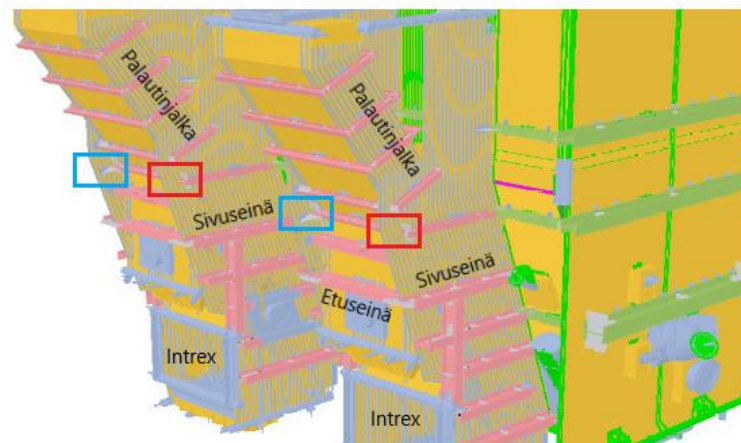 Palautinjalka
Palautinjalka
Sivuseinä
Sivuseinä
Etuseinä
Intrex
Intrex